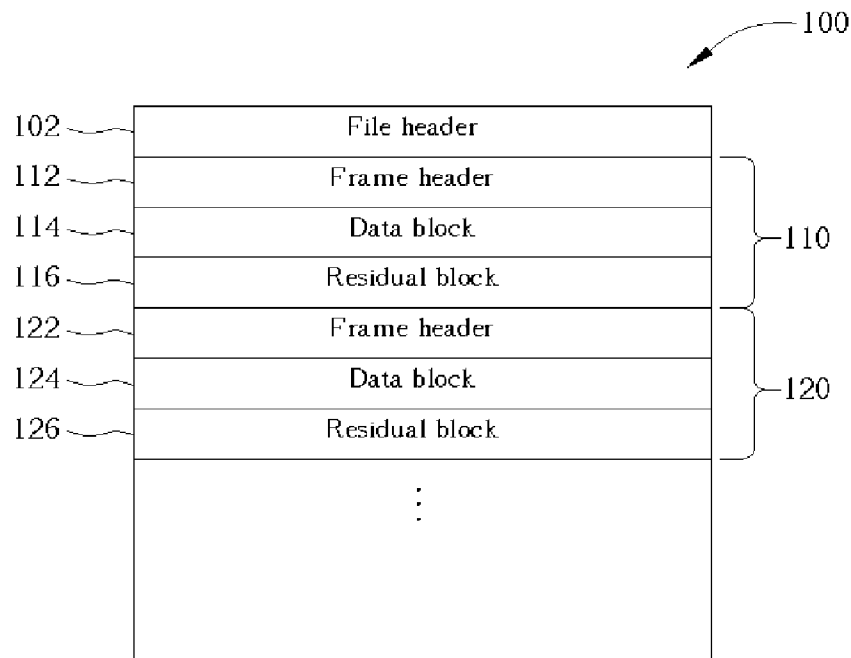 100
102 File header
112 Frame header
114 Data block
110
116 Residual block
122 Frame header
124 Data block
120
126 Residual block
⋮